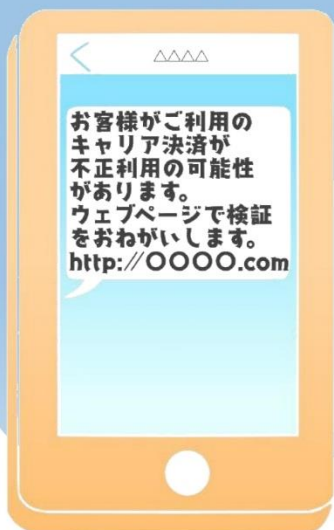 △△△△
お客様がご利用の
キャリア決済が
不正利用の可能性
があります。
ウェブページで検証
をおねがいします。
http://〇〇〇〇.com